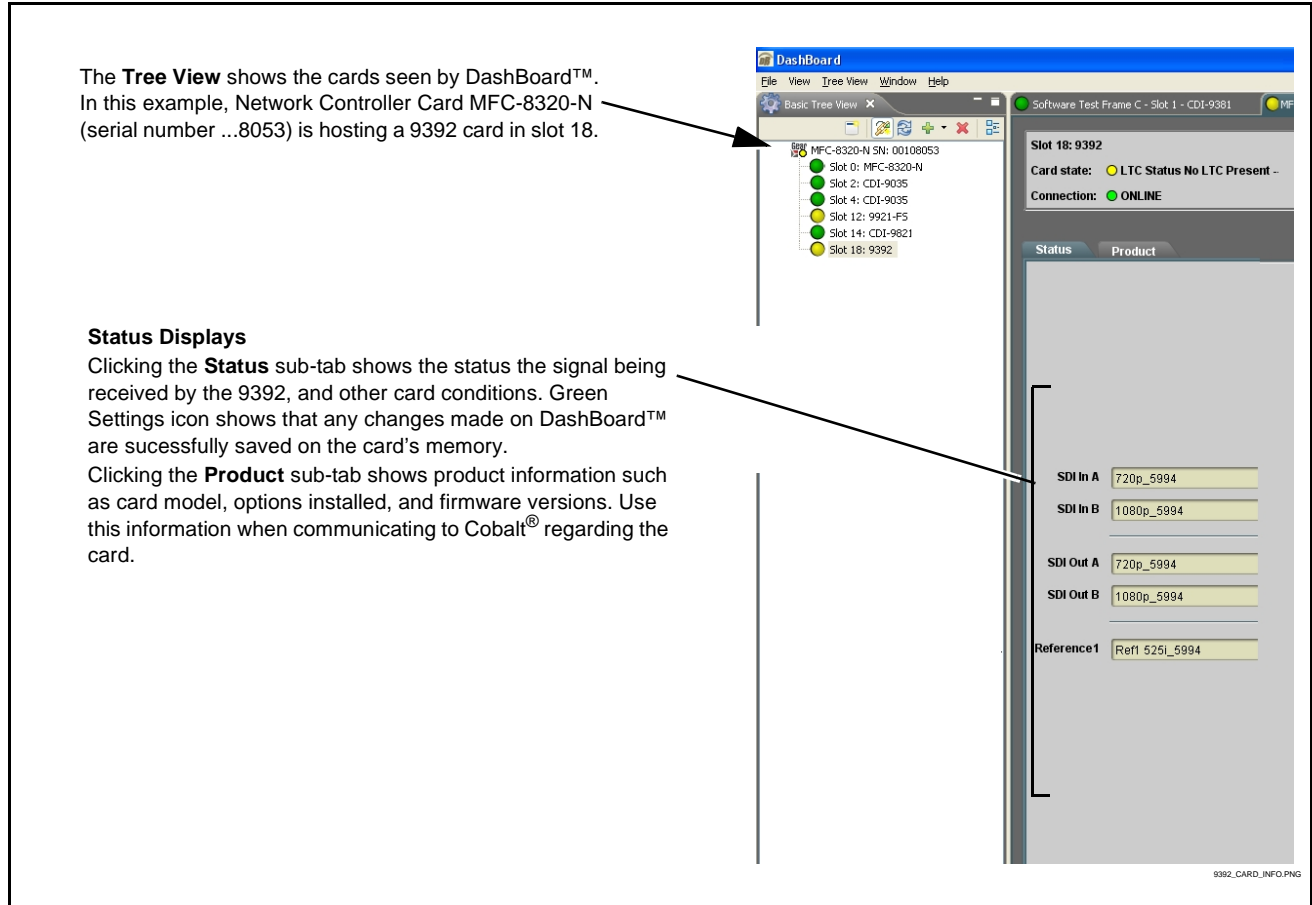 The Tree View shows the cards seen by DashBoard™.
In this example, Network Controller Card MFC-8320-N
(serial number ...8053) is hosting a 9392 card in slot 18.
Status Displays
Clicking the Status sub-tab shows the status the signal being
received by the 9392, and other card conditions. Green
Settings icon shows that any changes made on DashBoard™
are sucessfully saved on the card's memory.
Clicking the Product sub-tab shows product information such
as card model, options installed, and firmware versions. Use
this information when communicating to Cobalt® regarding the
card.
DashBoard
File View Tree View Window Help
Basic Tree View
MFC-8320-N SN: 00108053
Slot 0: MFC-8320-N
Slot 2: CDI-9035
Slot 4: CDI-9035
Slot 12: 9921-FS
Slot 14: CDI-9821
Slot 18: 9392
Software Test Frame C - Slot 1 - CDI-9381
MF
Slot 18: 9392
Card state: LTC Status No LTC Present --
Connection: ONLINE
Status Product
SDI In A 720p_5994
SDI In B 1080p_5994
SDI Out A 720p_5994
SDI Out B 1080p_5994
Reference1 Ref1 525i_5994
9392_CARD_INFO.PNG